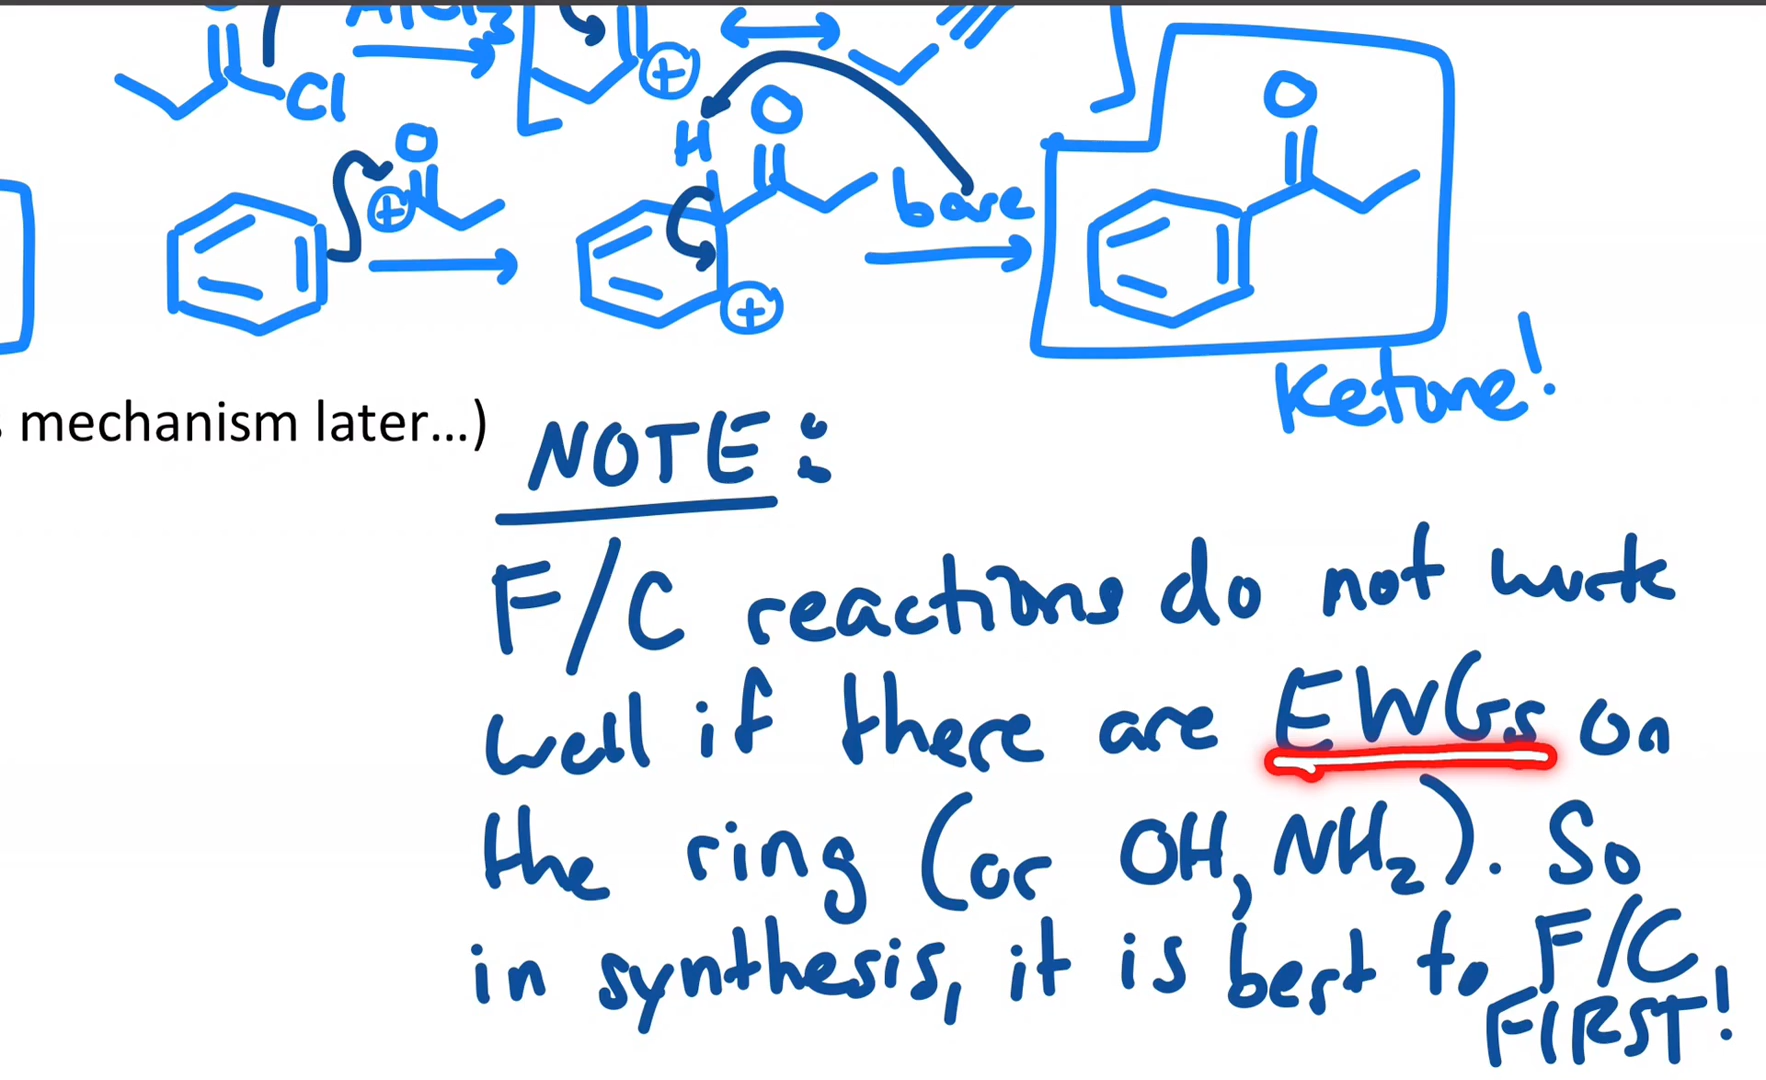 AlCl3
Cl
O
⊕
⊕
H
O
base
⊕
O
Ketone!
mechanism later...)
NOTE:
F/C reactions do not work
well if there are EWGs on
the ring (or OH, NH₂). So
in synthesis, it is best to F/C
FIRST!